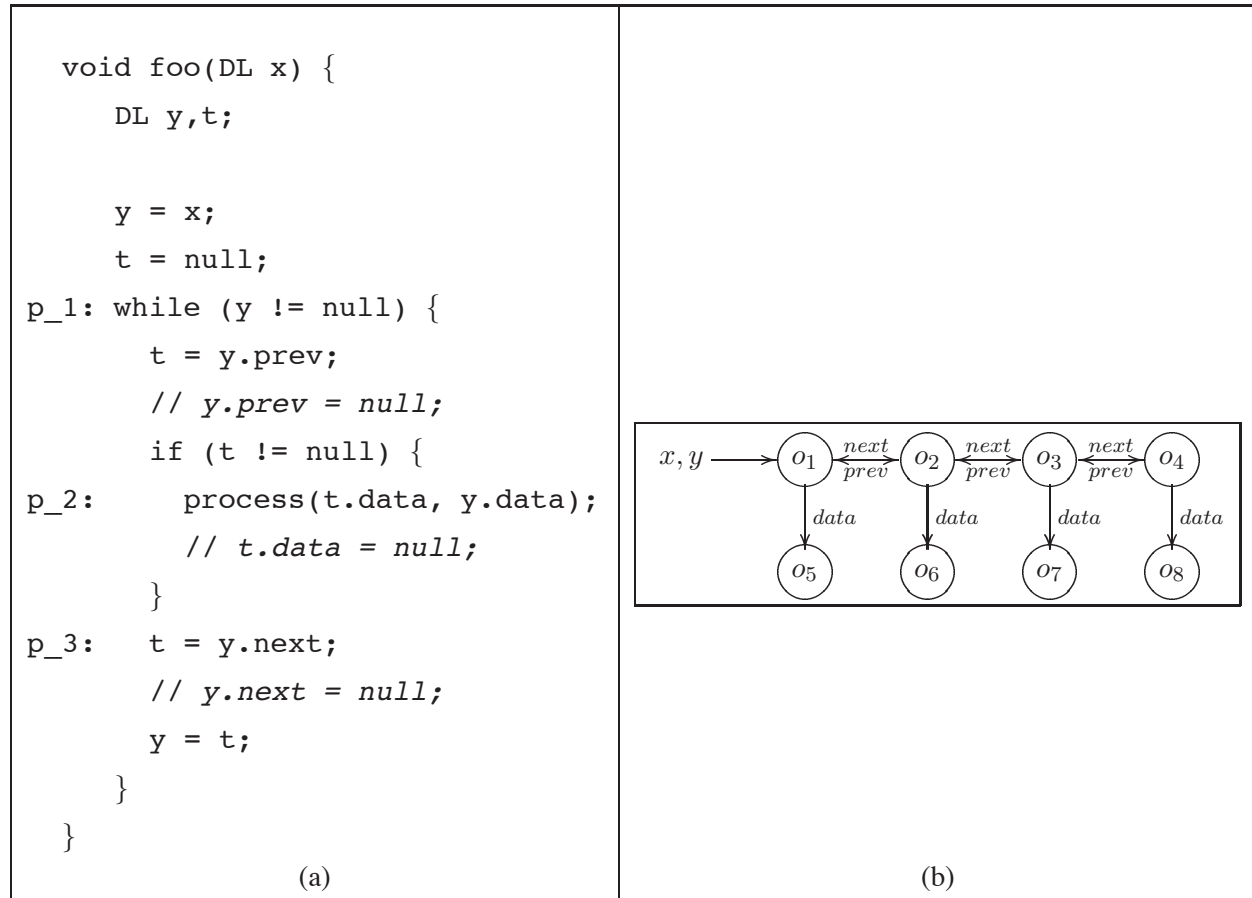 void foo(DL x) {
DL y,t;
y = x;
t = null;
p_1: while (y != null) {
t = y.prev;
// y.prev = null;
if (t != null) {
p_2: process(t.data, y.data);
// t.data = null;
}
p_3: t = y.next;
// y.next = null;
y = t;
}
}
(a)
x, y o1 next prev o2 next prev o3 next prev o4
data data data data
o5 o6 o7 o8
(b)